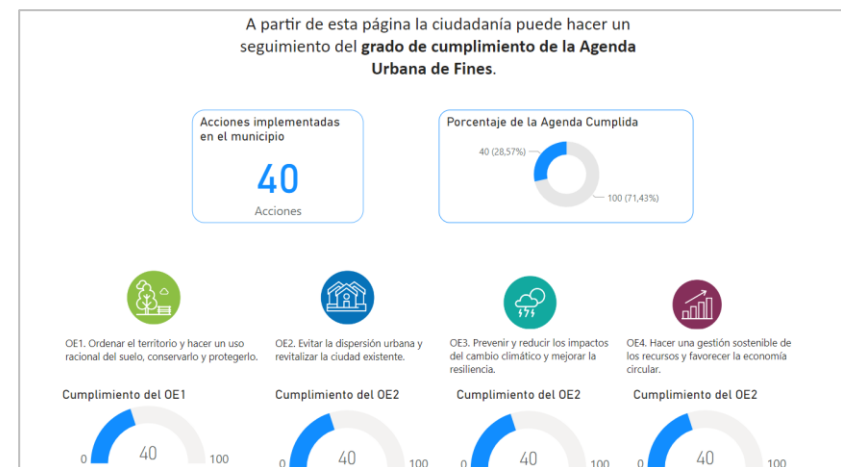 A partir de esta página la ciudadanía puede hacer un
seguimiento del grado de cumplimiento de la Agenda
Urbana de Fines.
Acciones implementadas
en el municipio
40
Acciones
Porcentaje de la Agenda Cumplida
40 (28,57%)
100 (71,43%)
OE1. Ordenar el territorio y hacer un uso
racional del suelo, conservarlo y protegerlo.
OE2. Evitar la dispersión urbana y
revitalizar la ciudad existente.
OE3. Prevenir y reducir los impactos
del cambio climático y mejorar la
resiliencia.
OE4. Hacer una gestión sostenible de
los recursos y favorecer la economía
circular.
Cumplimiento del OE1
0 40 100
Cumplimiento del OE2
0 40 100
Cumplimiento del OE2
0 40 100
Cumplimiento del OE2
0 40 100